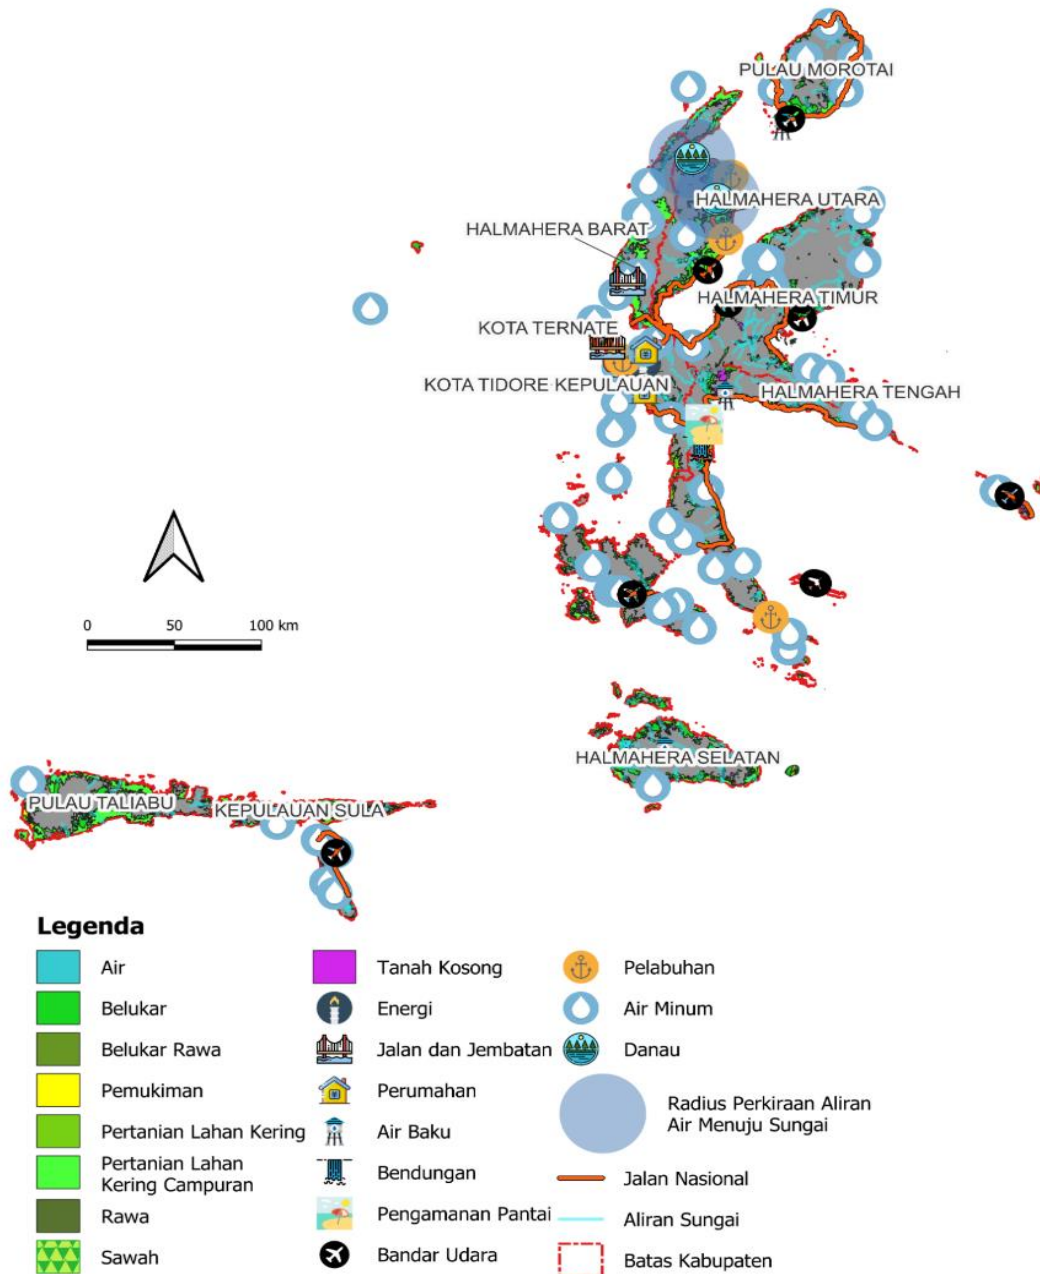 PULAU MOROTAI
HALMAHERA UTARA
HALMAHERA BARAT
HALMAHERA TIMUR
KOTA TERNATE
KOTA TIDORE KEPULAUAN
HALMAHERA TENGAH
0 50 100 km
HALMAHERA SELATAN
PULAU TALIABU
KEPULAUAN SULA
Legenda
Air
Belukar
Belukar Rawa
Pemukiman
Pertanian Lahan Kering
Pertanian Lahan
Kering Campuran
Rawa
Sawah
Tanah Kosong
Energi
Jalan dan Jembatan
Perumahan
Air Baku
Bendungan
Pengamanan Pantai
Bandar Udara
Pelabuhan
Air Minum
Danau
Radius Perkiraan Aliran
Air Menuju Sungai
Jalan Nasional
Aliran Sungai
Batas Kabupaten